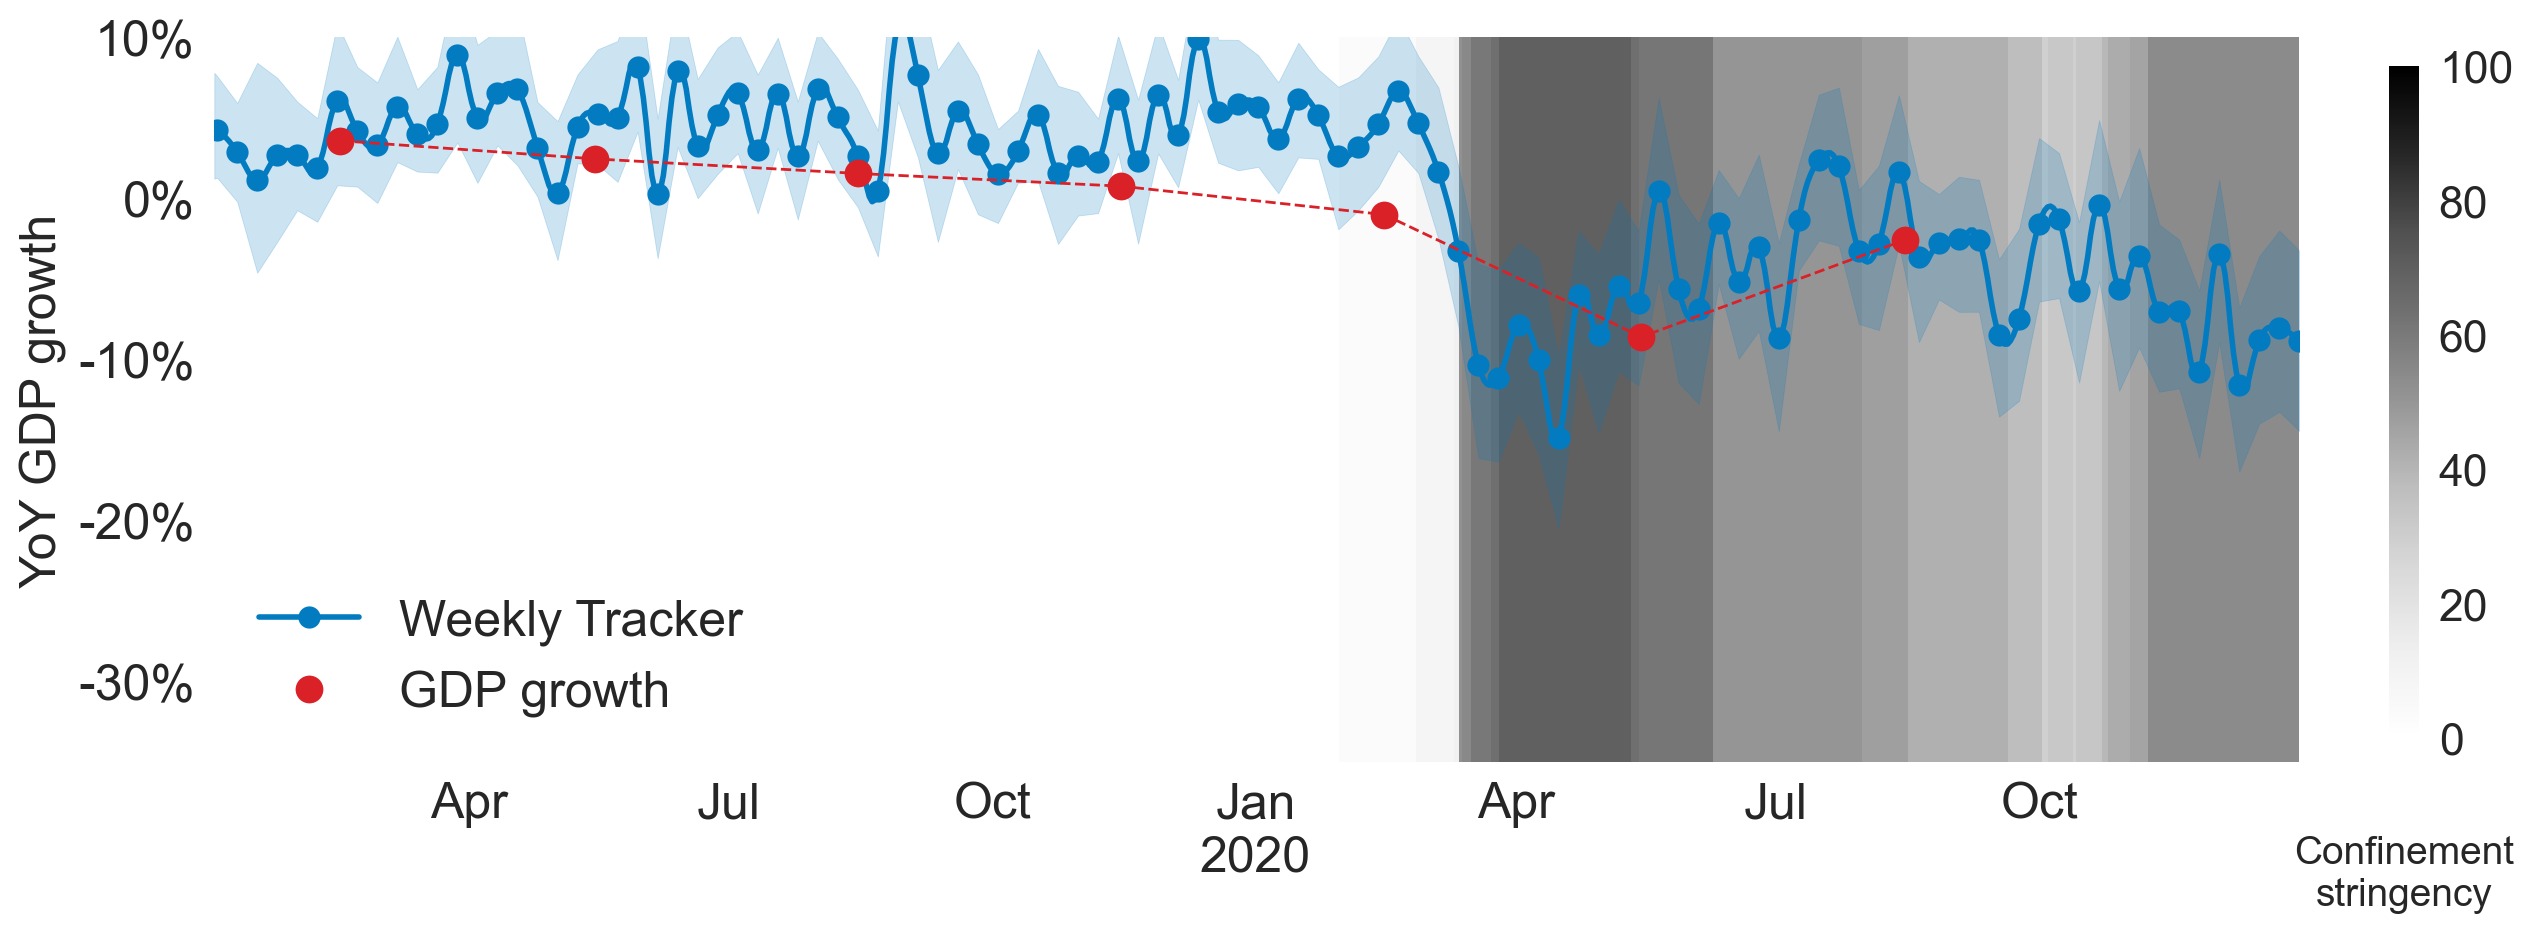 10%
0%
-10%
-20%
-30%
YoY GDP growth
Weekly Tracker
GDP growth
Apr
Jul
Oct
Jan
2020
Apr
Jul
Oct
100
80
60
40
20
0
Confinement
stringency